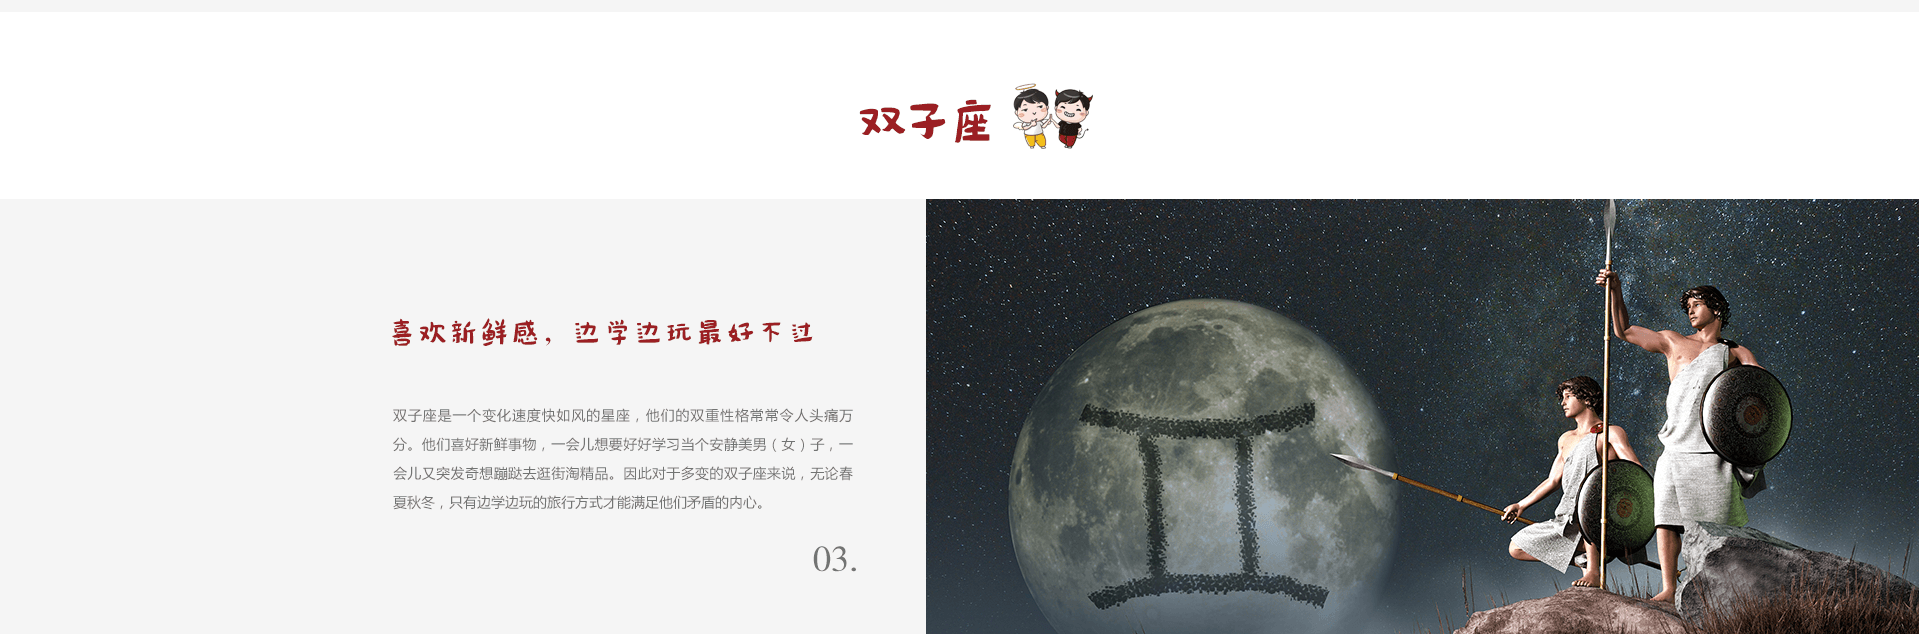 双子座
喜欢新鲜感，边学边玩最好不过
双子座是一个变化速度快如风的星座，他们的双重性格常常令人头痛万
分。他们喜好新鲜事物，一会儿想要好好学习当个安静美男（女）子，一
会儿又突发奇想蹦跶去逛街淘精品。因此对于多变的双子座来说，无论春
夏秋冬，只有边学边玩的旅行方式才能满足他们矛盾的内心。
03.